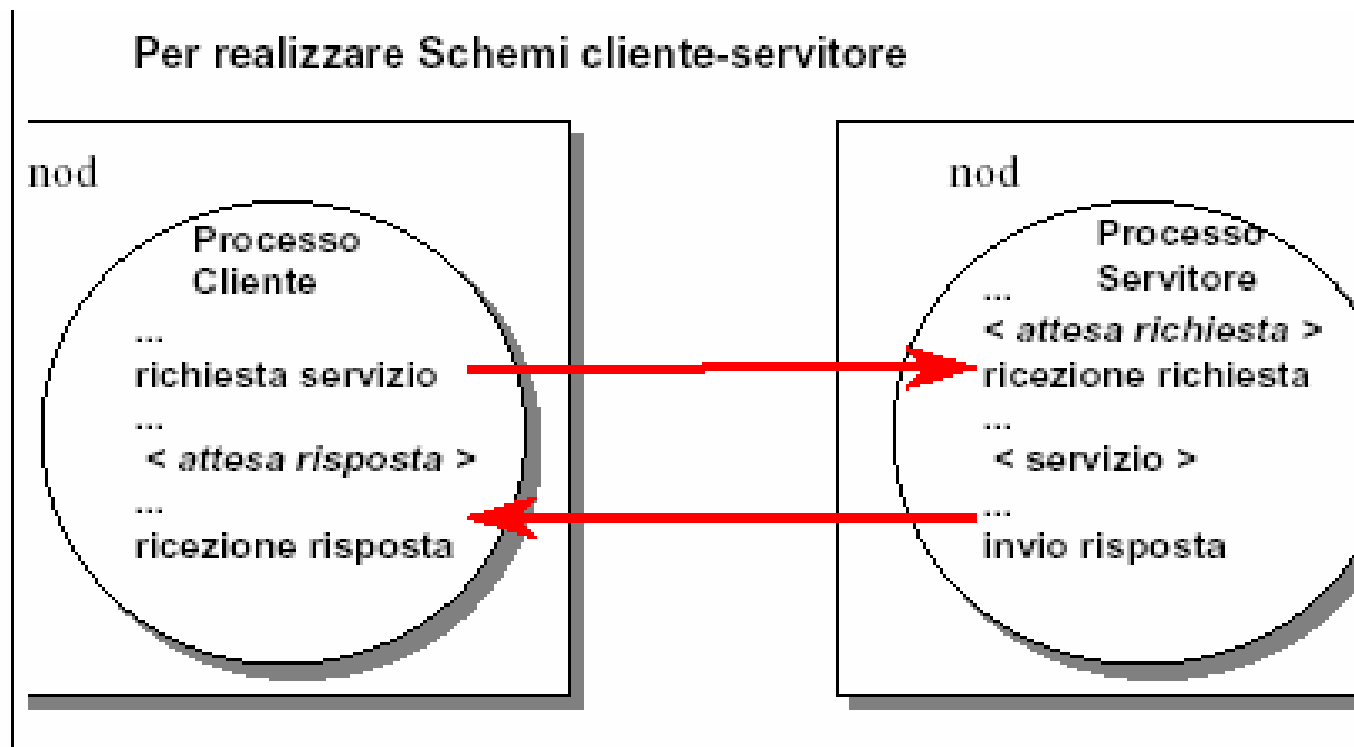 Per realizzare Schemi cliente-servitore
nod
Processo
Cliente
...
richiesta servizio
...
< attesa risposta >
...
ricezione risposta
nod
Processo
Servitore
...
< attesa richiesta >
ricezione richiesta
...
< servizio >
...
invio risposta